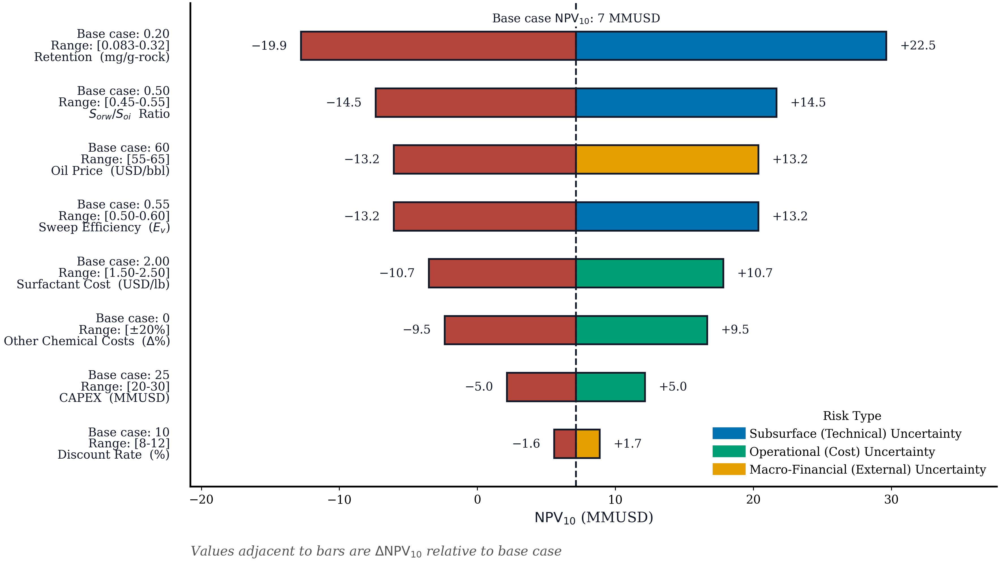 Base case NPV₁₀: 7 MMUSD
Base case: 0.20
Range: [0.083-0.32]
Retention (mg/g-rock)
−19.9
+22.5
Base case: 0.50
Range: [0.45-0.55]
Sorw/Soi Ratio
−14.5
+14.5
Base case: 60
Range: [55-65]
Oil Price (USD/bbl)
−13.2
+13.2
Base case: 0.55
Range: [0.50-0.60]
Sweep Efficiency (Ev)
−13.2
+13.2
Base case: 2.00
Range: [1.50-2.50]
Surfactant Cost (USD/lb)
−10.7
+10.7
Base case: 0
Range: [±20%]
Other Chemical Costs (Δ%)
−9.5
+9.5
Base case: 25
Range: [20-30]
CAPEX (MMUSD)
−5.0
+5.0
Base case: 10
Range: [8-12]
Discount Rate (%)
−1.6
+1.7
Risk Type
Subsurface (Technical) Uncertainty
Operational (Cost) Uncertainty
Macro-Financial (External) Uncertainty
−20 −10 0 10 20 30
NPV₁₀ (MMUSD)
Values adjacent to bars are ΔNPV₁₀ relative to base case